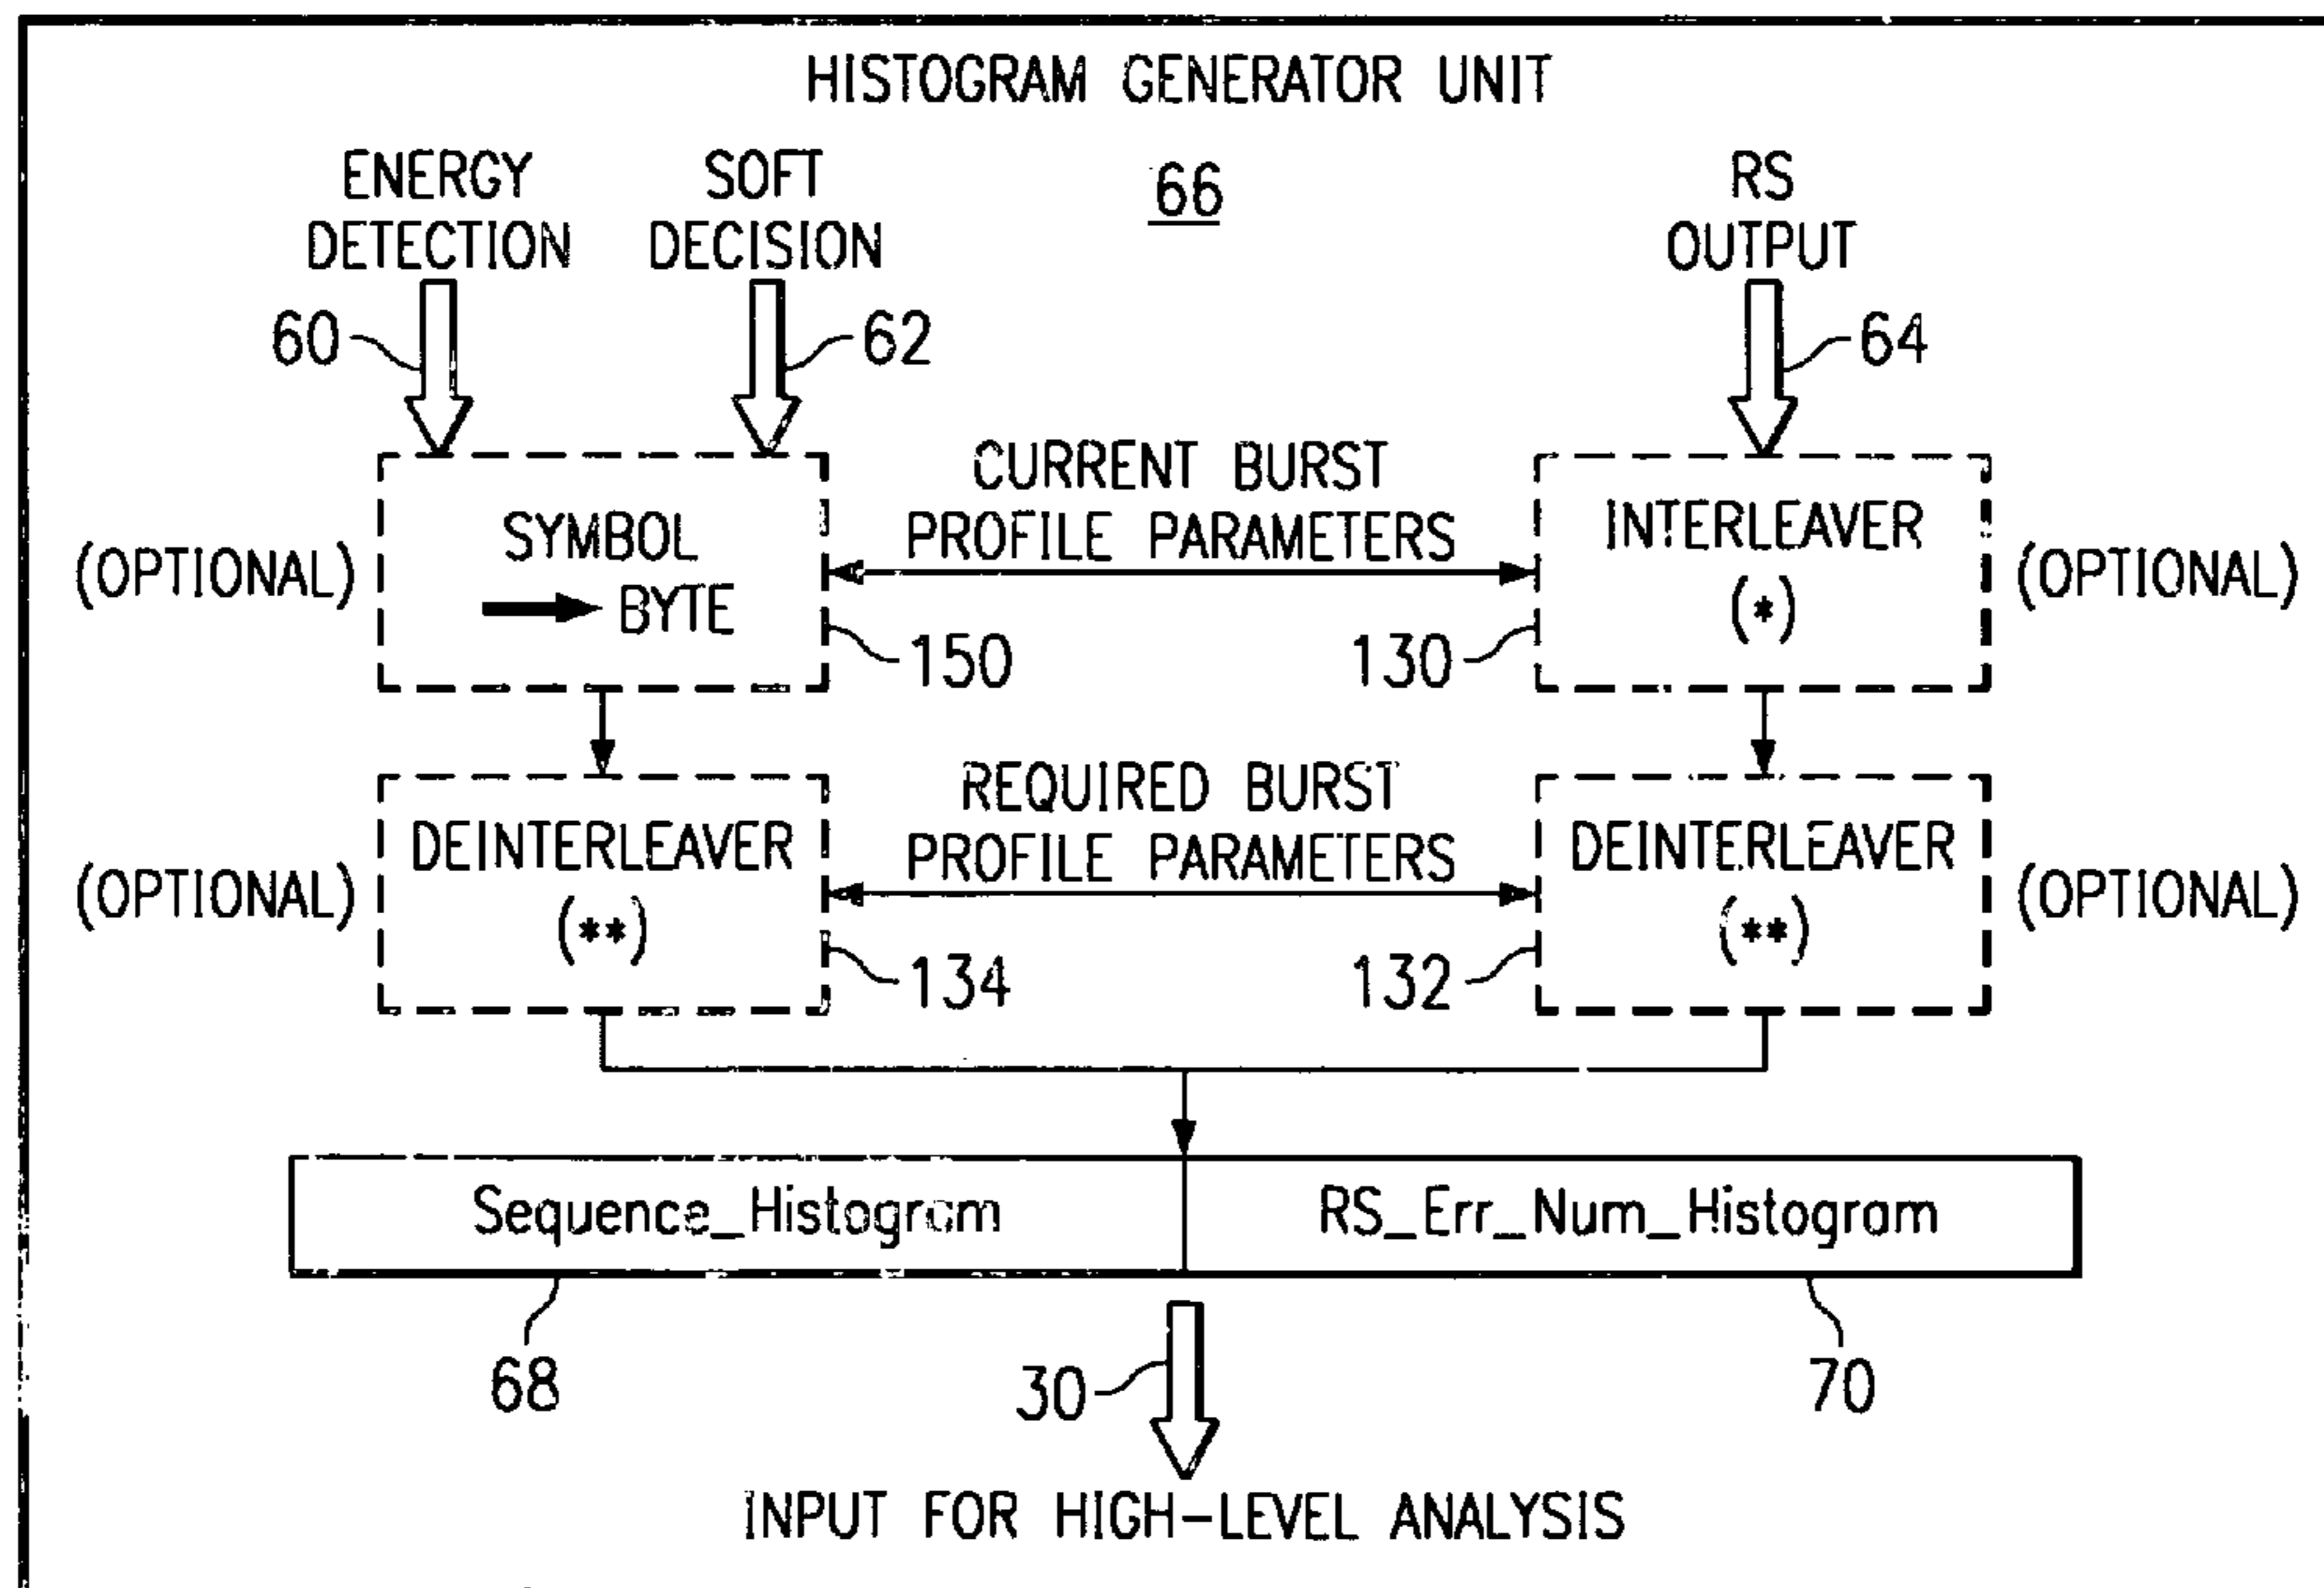 HISTOGRAM GENERATOR UNIT
ENERGY
DETECTION
SOFT
DECISION
66
RS
OUTPUT
60
62
64
(OPTIONAL)
SYMBOL
→ BYTE
150
CURRENT BURST
PROFILE PARAMETERS
130
INTERLEAVER
(*)
(OPTIONAL)
(OPTIONAL)
DEINTERLEAVER
(**)
134
REQUIRED BURST
PROFILE PARAMETERS
132
DEINTERLEAVER
(**)
(OPTIONAL)
Sequence_Histogram
RS_Err_Num_Histogram
68
30
70
INPUT FOR HIGH-LEVEL ANALYSIS